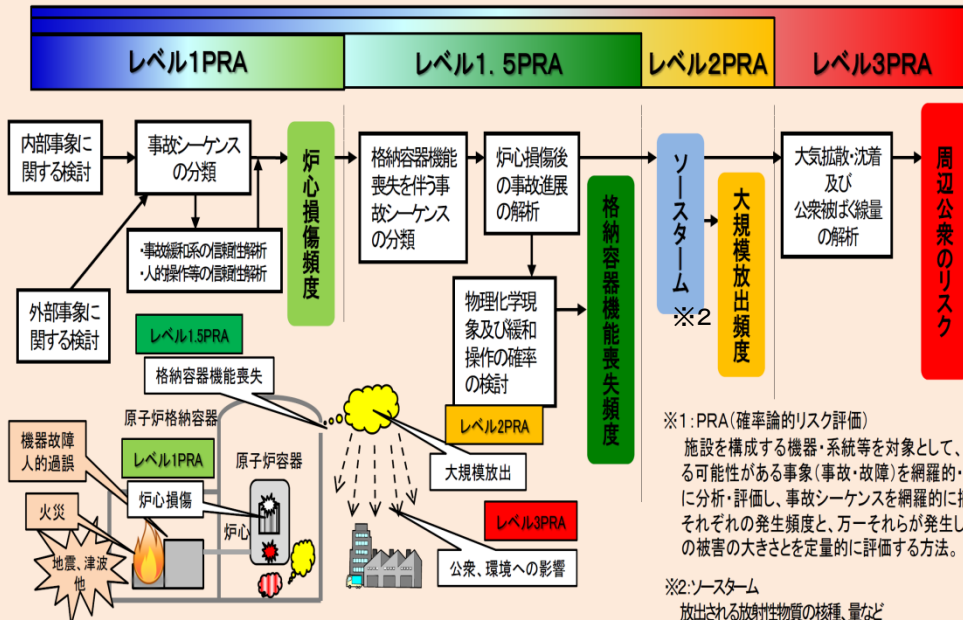 レベル1PRA
レベル1.5PRA
レベル2PRA
レベル3PRA
内部事象に
関する検討
外部事象に
関する検討
事故シーケンス
の分類
・事故緩和系の信頼性解析
・人的操作等の信頼性解析
炉心損傷頻度
格納容器機能
喪失を伴う事
故シーケンス
の分類
炉心損傷後
の事故進展
の解析
物理化学現
象及び緩和
操作の確率
の検討
格納容器機能喪失頻度
ソースターム
※2
大規模放出頻度
大気拡散・沈着
及び
公衆被ばく線量
の解析
周辺公衆のリスク
レベル1.5PRA
格納容器機能喪失
原子炉格納容器
機器故障
人的過誤
レベル1PRA
原子炉容器
炉心損傷
火災
炉心
地震、津波
他
レベル2PRA
大規模放出
レベル3PRA
公衆、環境への影響
※1:PRA(確率論的リスク評価)
施設を構成する機器・系統等を対象として、
る可能性がある事象(事故・故障)を網羅的・
に分析・評価し、事故シーケンスを網羅的に
それぞれの発生頻度と、万一それらが発生し
の被害の大きさとを定量的に評価する方法。
※2:ソースターム
放出される放射性物質の核種、量など